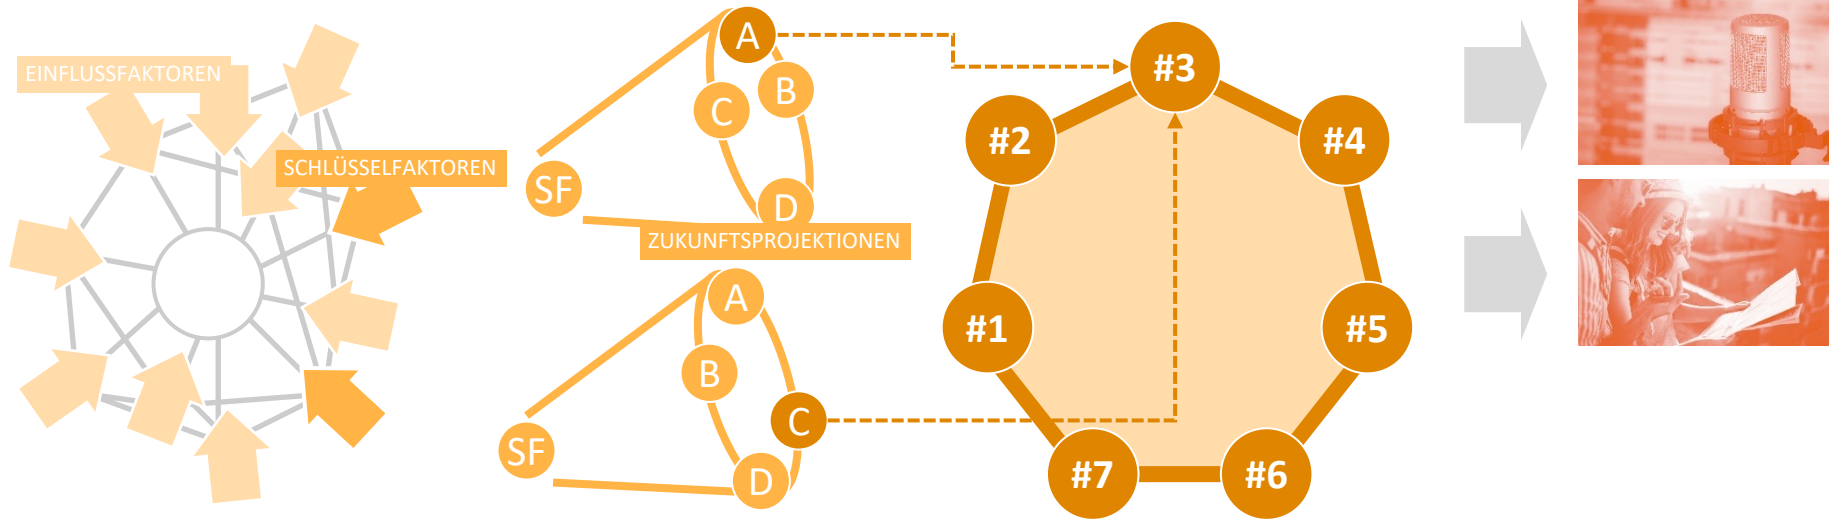 EINFLUSSFAKTOREN
SCHLÜSSELFAKTOREN
SF
A
B
C
D
ZUKUNFTSPROJEKTIONEN
SF
A
B
C
D
#1
#2
#3
#4
#5
#6
#7